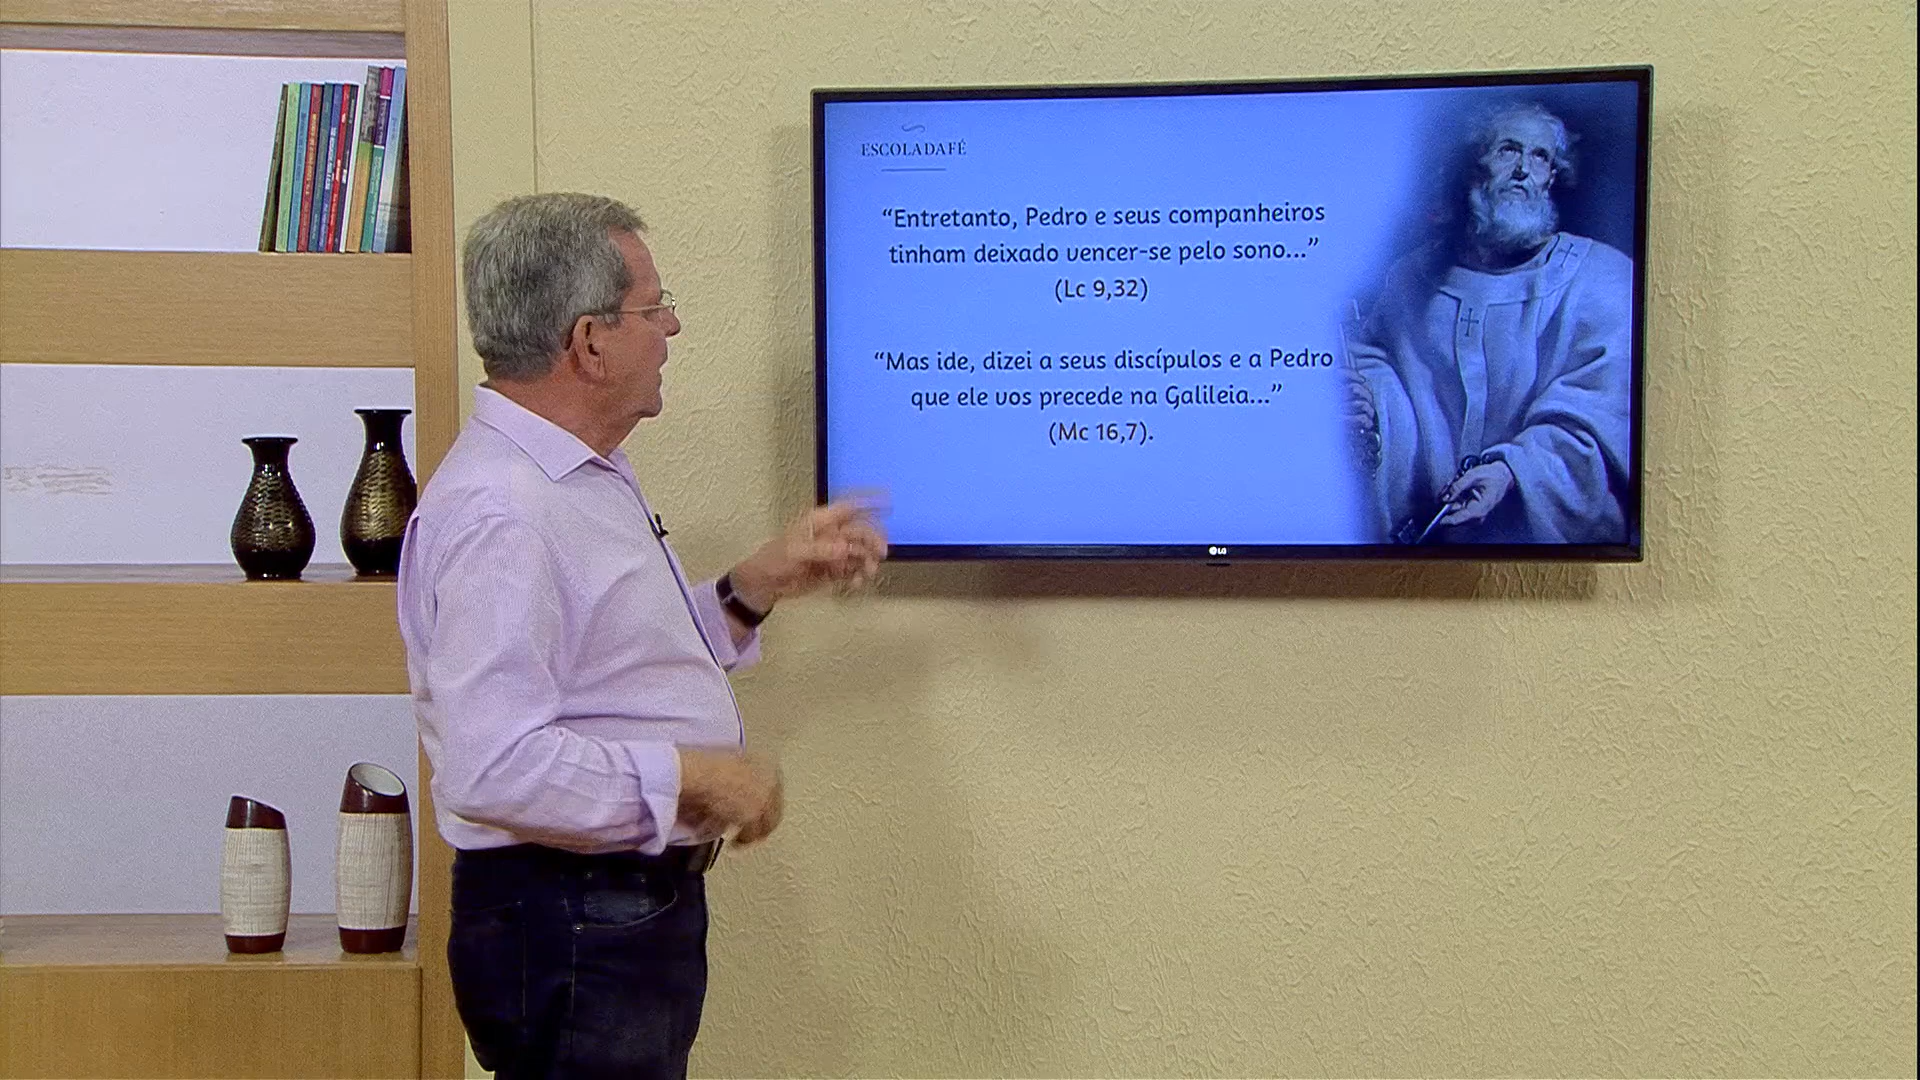 ESCOLADAFÉ
“Entretanto, Pedro e seus companheiros
tinham deixado vencer-se pelo sono...”
(Lc 9,32)
“Mas ide, dizei a seus discípulos e a Pedro
que ele vos precede na Galileia...”
(Mc 16,7).
LG